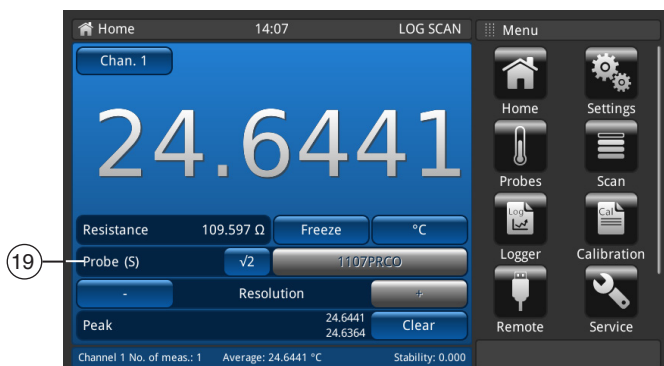 Home 14:07 LOG SCAN
Menu
Chan. 1
24.6441
Home Settings
Resistance 109.597 Ω Freeze °C
Probes Scan
19
Probe (S) √2 1107PRCO
Log Cal
Logger Calibration
- Resolution +
Peak 24.6441
24.6364 Clear
Remote Service
Channel 1 No. of meas.: 1 Average: 24.6441 °C Stability: 0.000